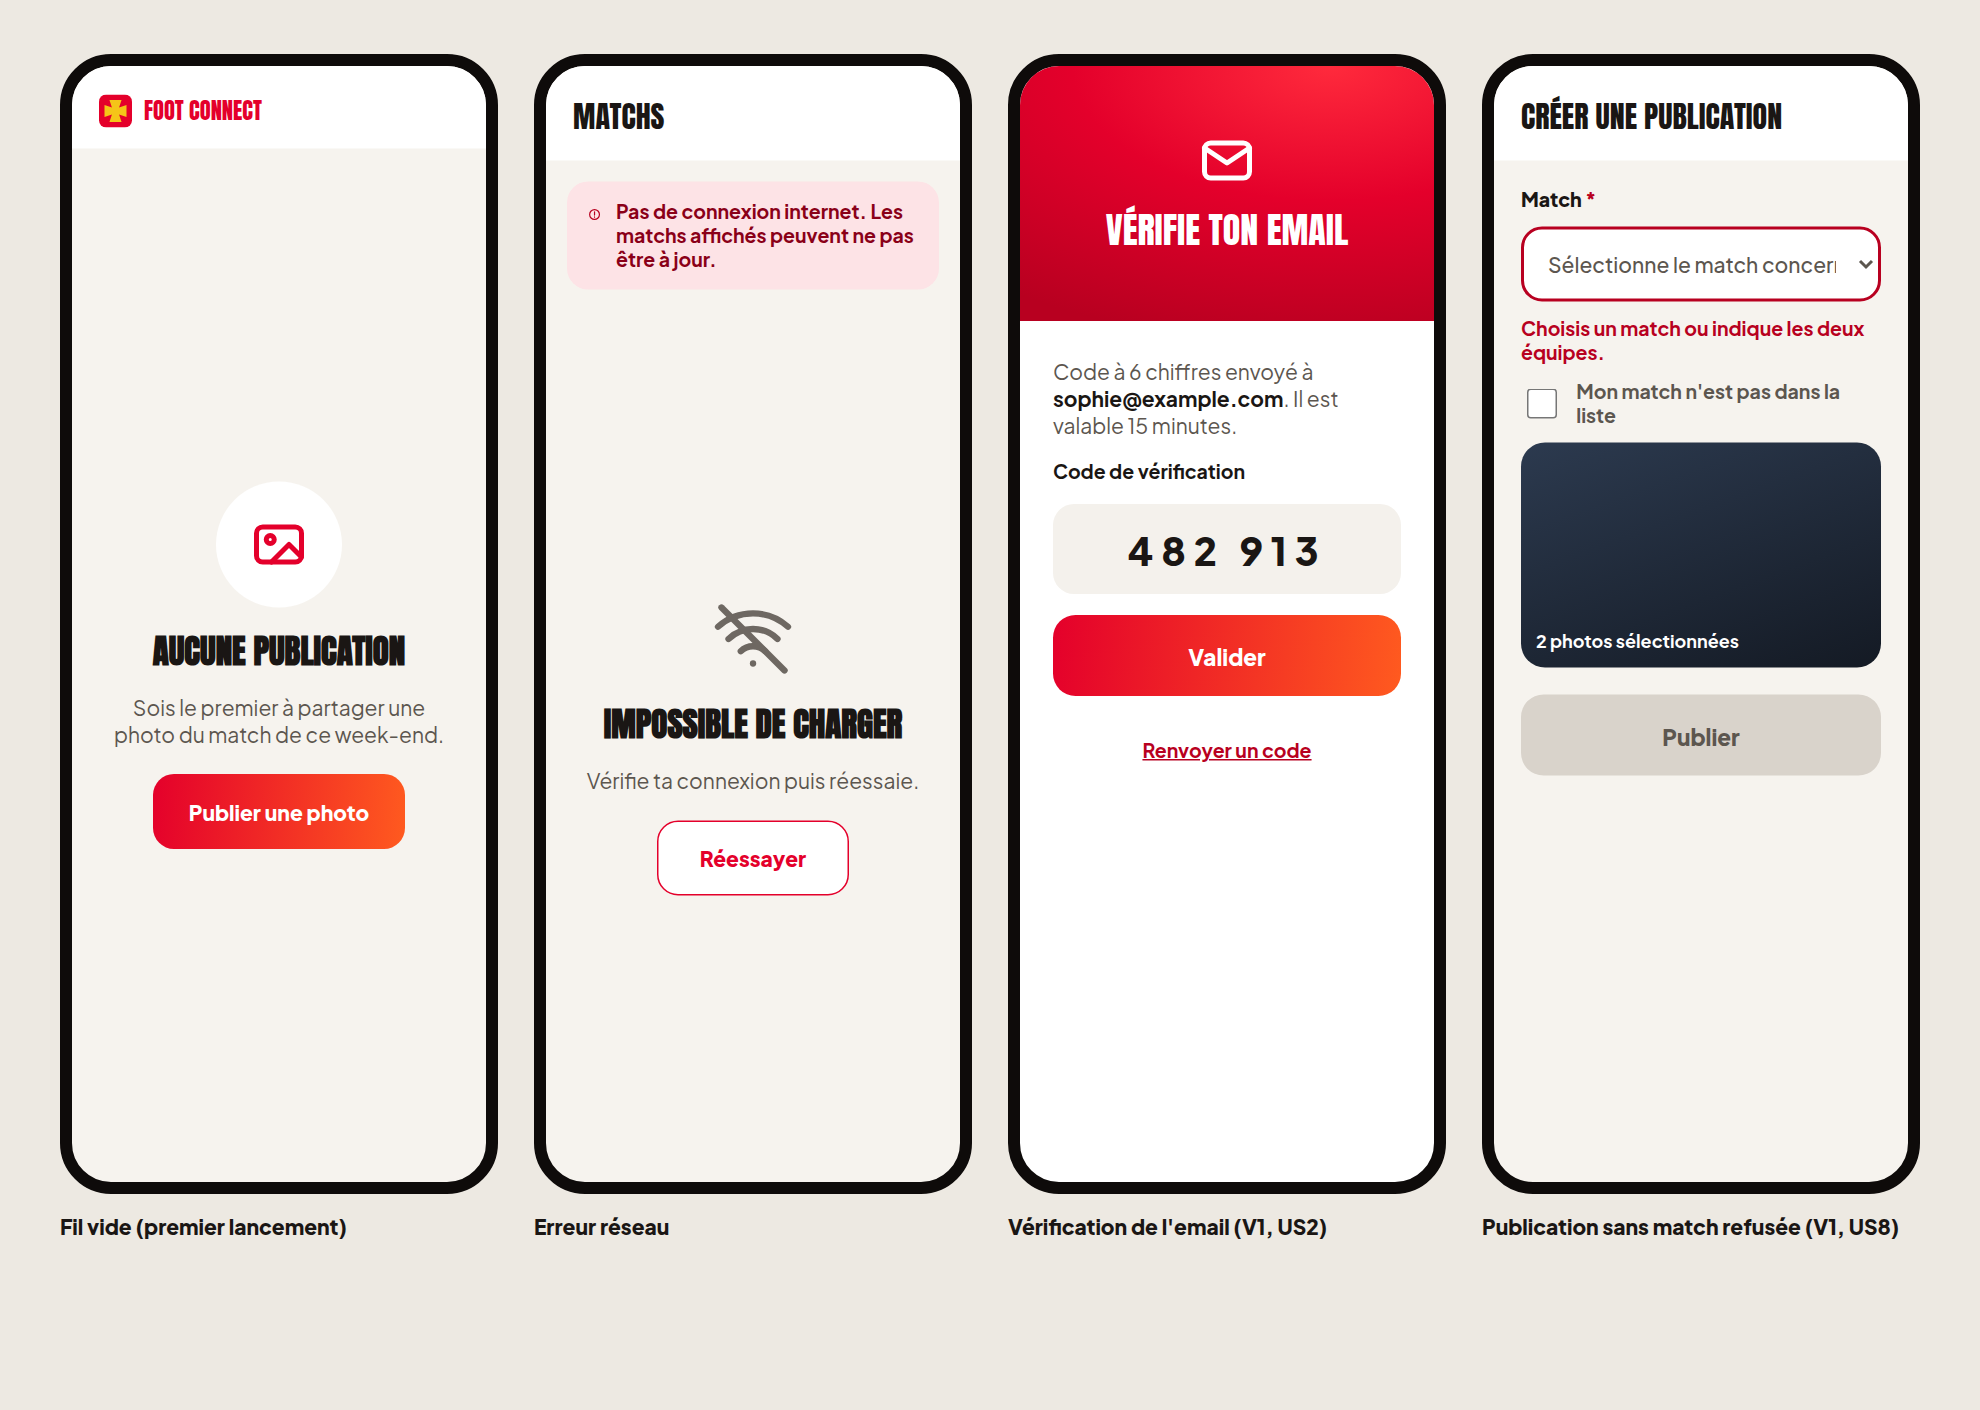 FOOT CONNECT
AUCUNE PUBLICATION
Sois le premier à partager une
photo du match de ce week-end.
Publier une photo
Fil vide (premier lancement)
MATCHS
Pas de connexion internet. Les
matchs affichés peuvent ne pas
être à jour.
IMPOSSIBLE DE CHARGER
Vérifie ta connexion puis réessaie.
Réessayer
Erreur réseau
VÉRIFIE TON EMAIL
Code à 6 chiffres envoyé à
sophie@example.com. Il est
valable 15 minutes.
Code de vérification
482 913
Valider
Renvoyer un code
Vérification de l'email (V1, US2)
CRÉER UNE PUBLICATION
Match *
Sélectionne le match concer
Choisis un match ou indique les deux
équipes.
Mon match n'est pas dans la
liste
2 photos sélectionnées
Publier
Publication sans match refusée (V1, US8)